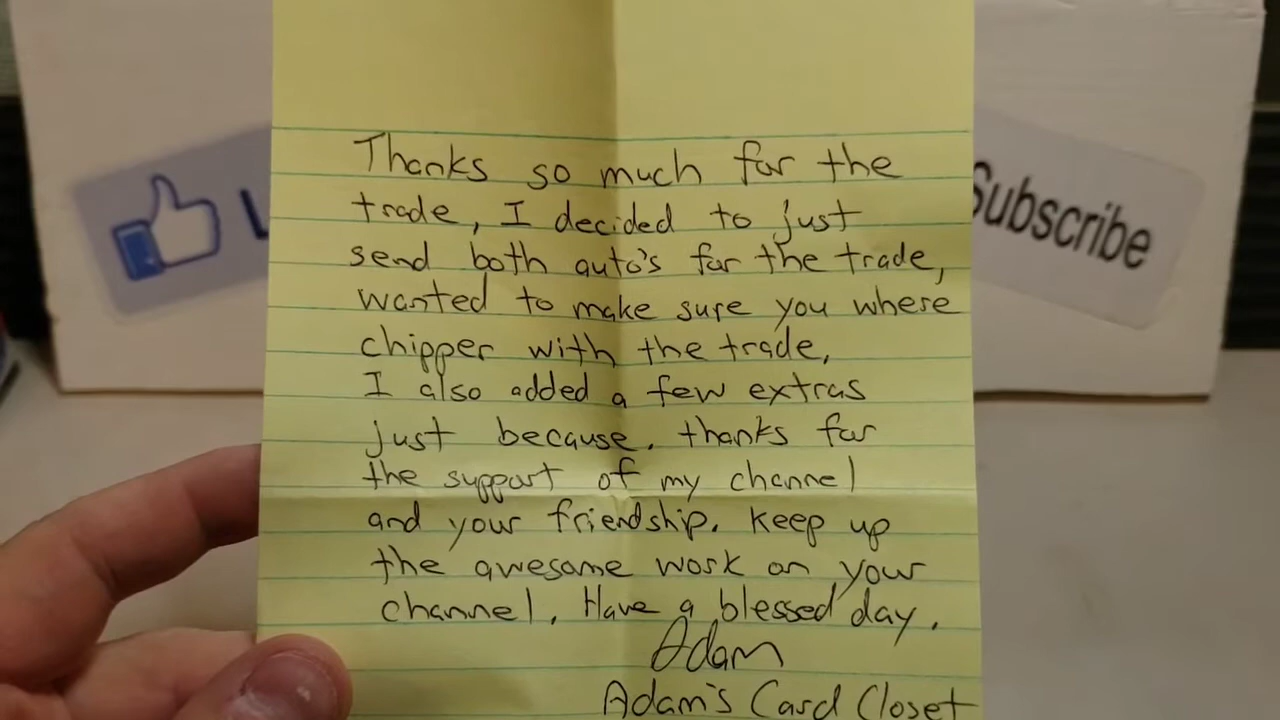 Thanks so much for the
trade, I decided to just
send both auto's for the trade,
wanted to make sure you where
chipper with the trade.
I also added a few extras
just because. thanks for
the support of my channel
and your friendship. Keep up
the awesome work on your
channel. Have a blessed day.
Adam
Adam's Card Closet
L
Subscribe